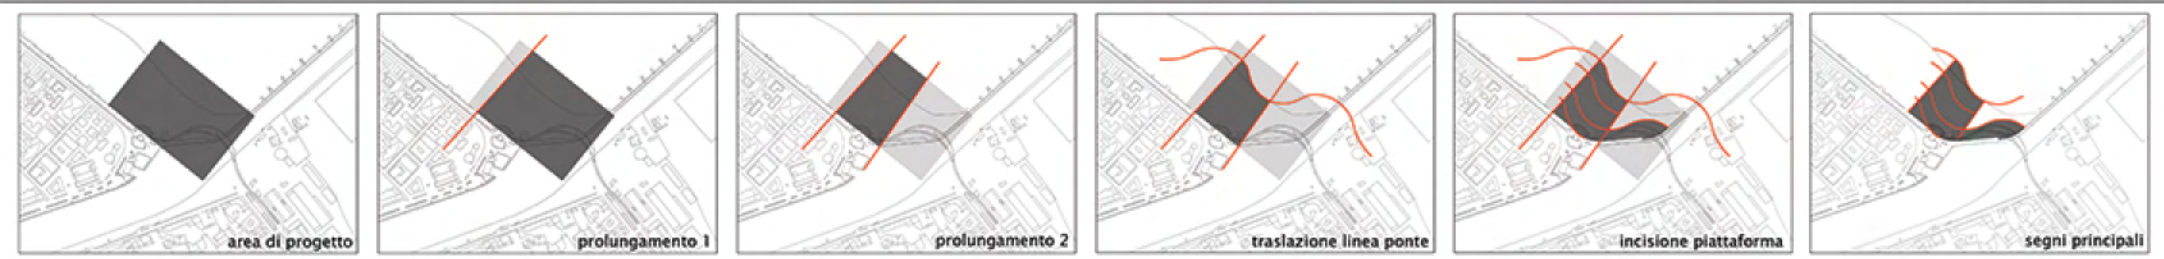 area di progetto
prolungamento 1
prolungamento 2
traslazione linea ponte
incisione piattaforma
segni principali